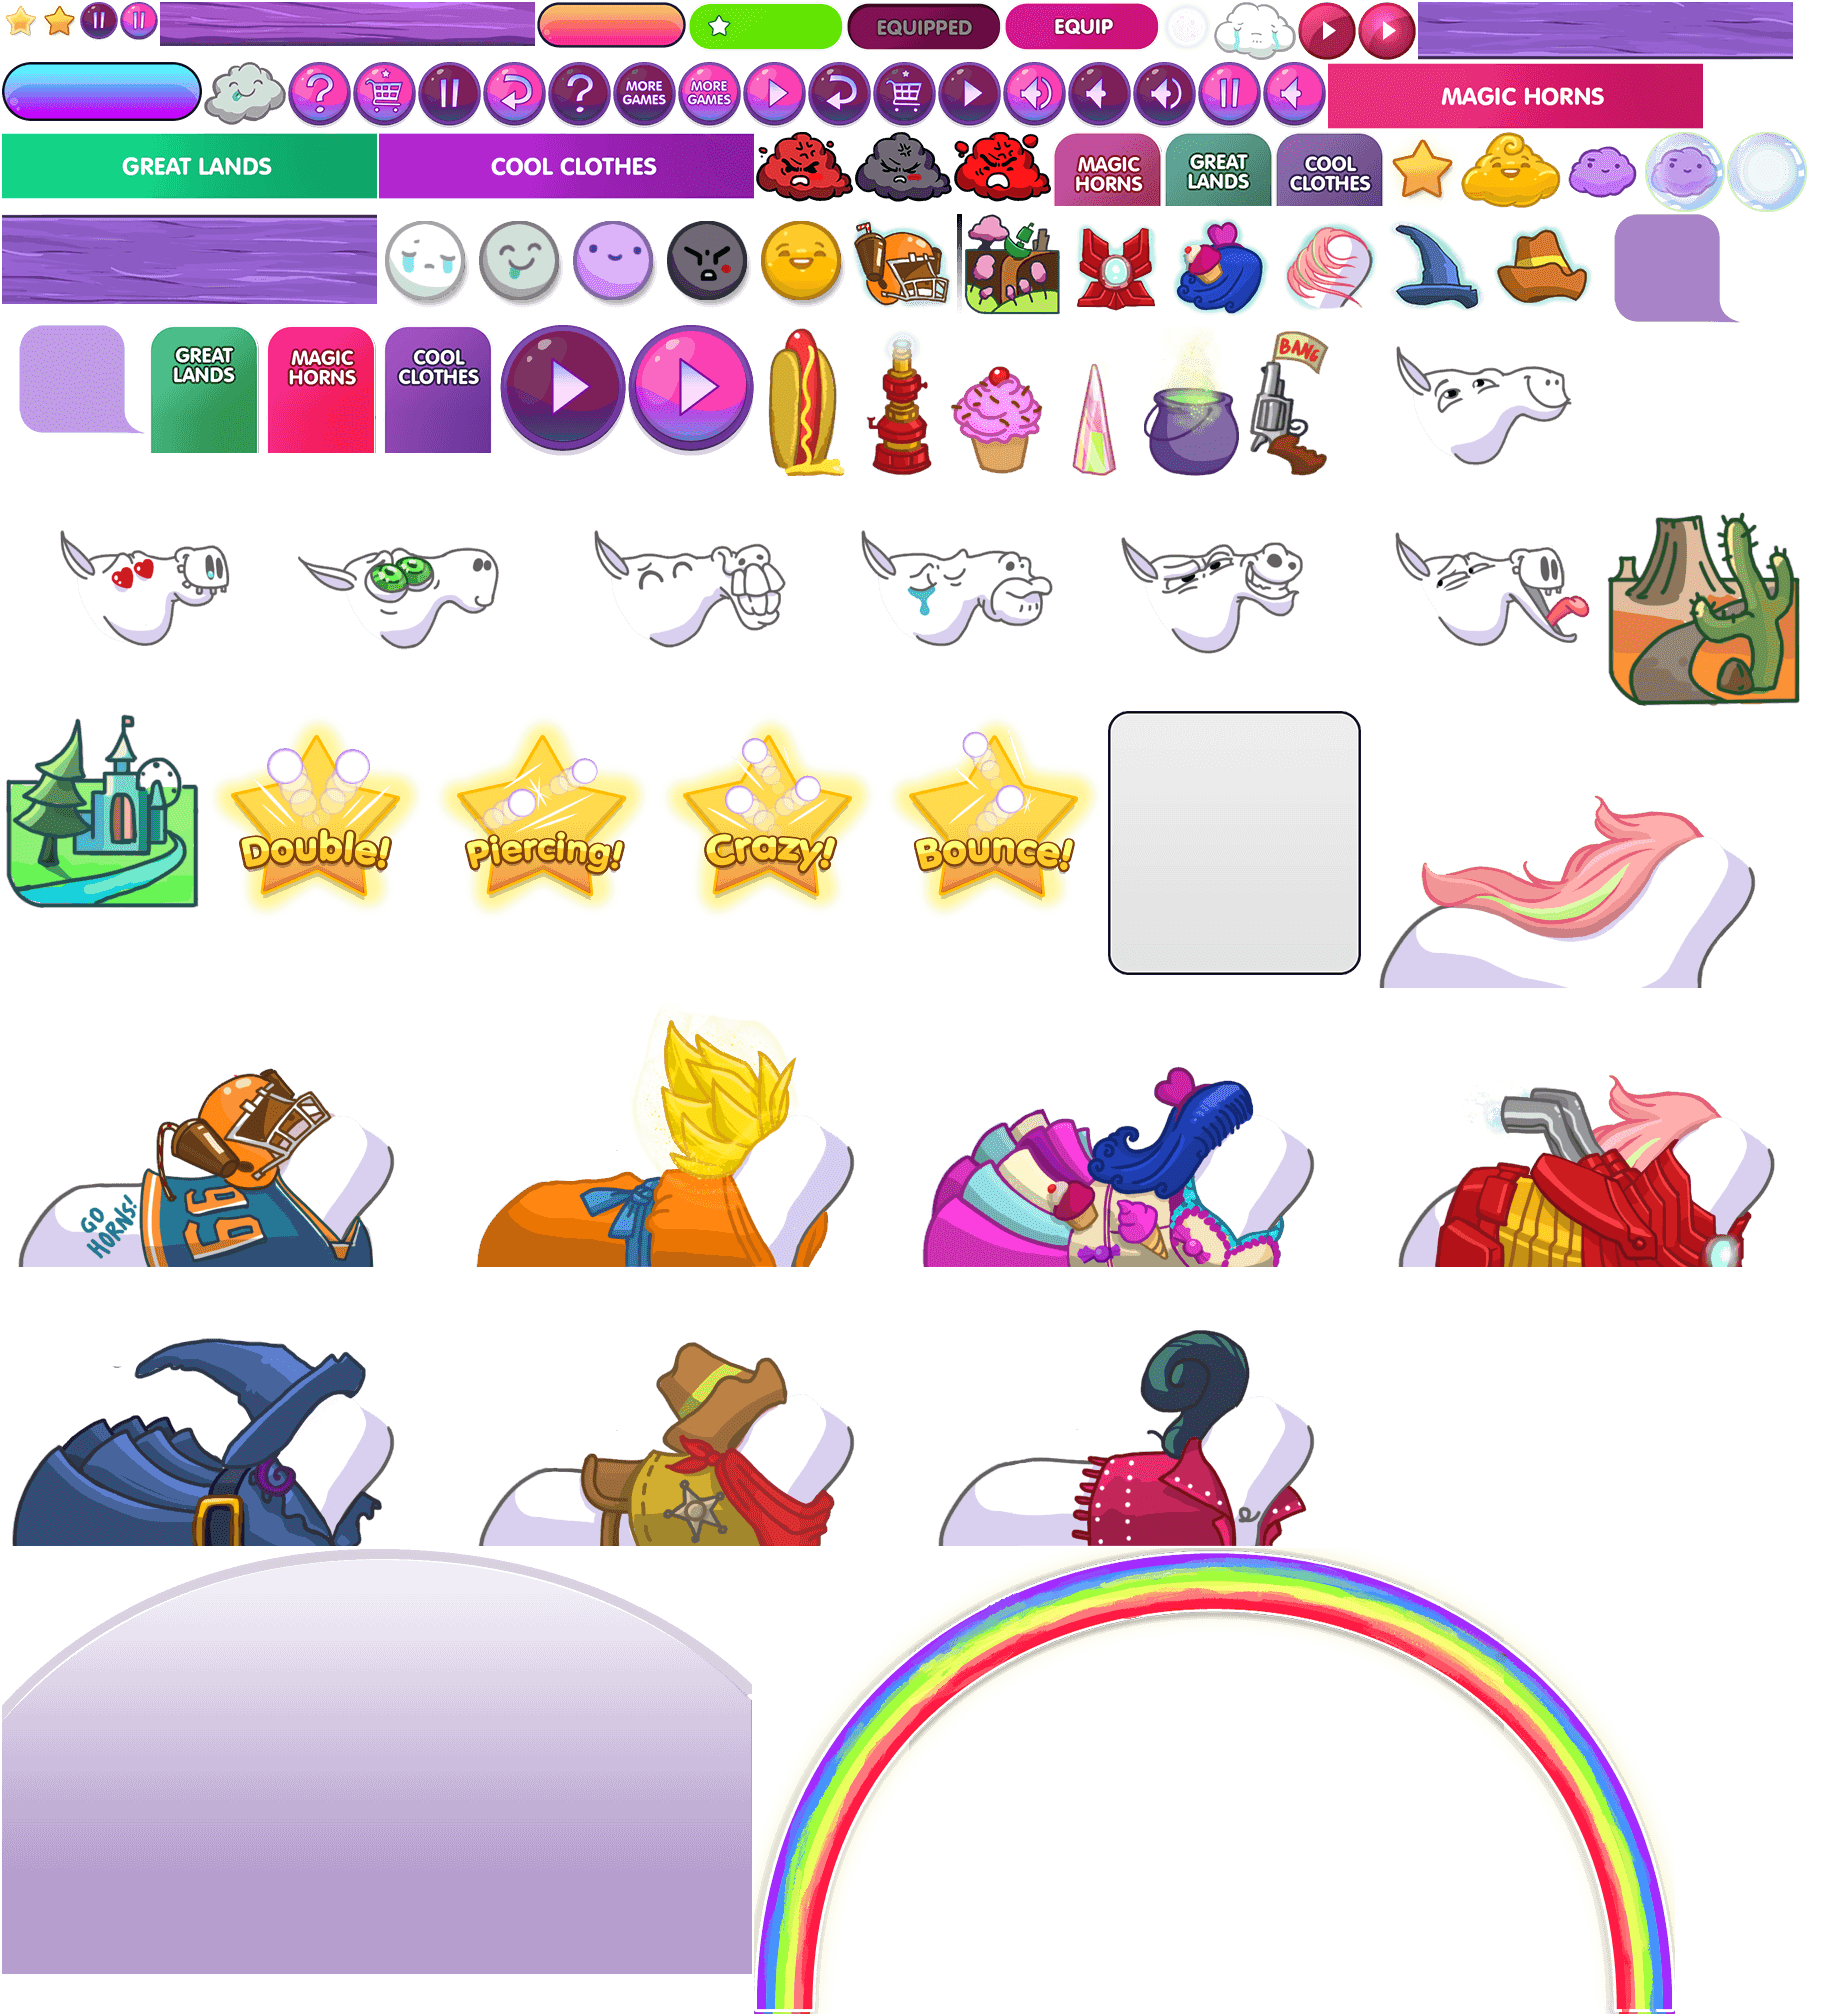 EQUIPPED
EQUIP
MORE
GAMES
MORE
GAMES
MAGIC HORNS
GREAT LANDS
COOL CLOTHES
MAGIC
HORNS
GREAT
LANDS
COOL
CLOTHES
GREAT
LANDS
MAGIC
HORNS
COOL
CLOTHES
BANG
Double!
Piercing!
Crazy!
Bounce!
GO
HORNS!
66